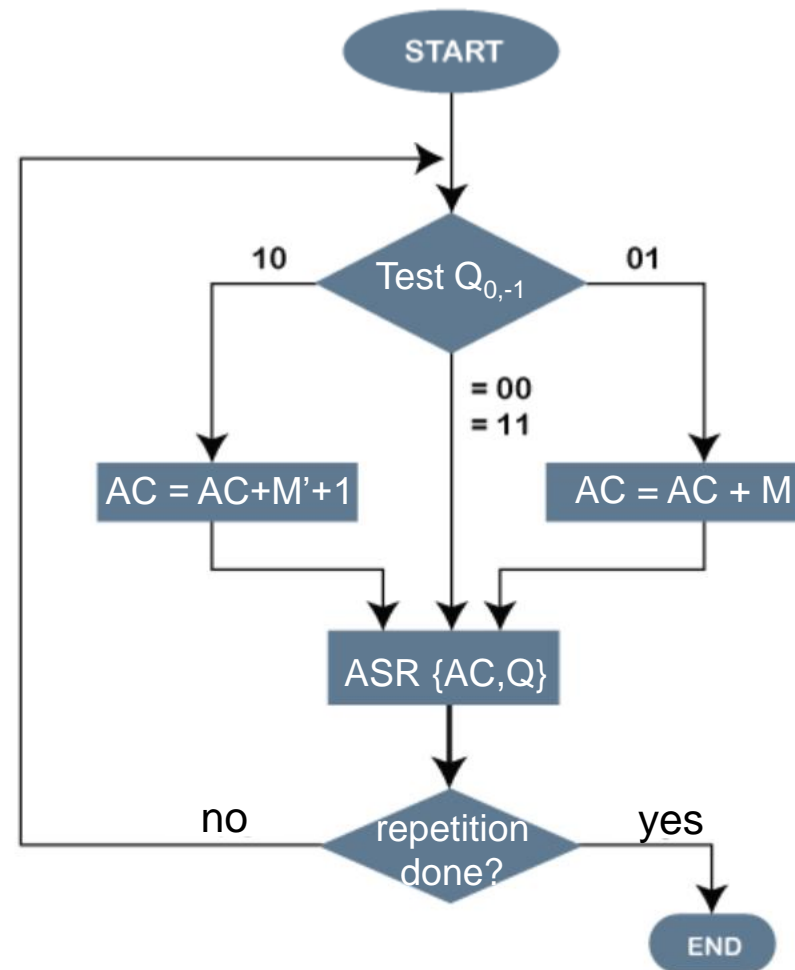 START
10
Test Q₀,₋₁
01
= 00
= 11
AC = AC+M’+1
AC = AC + M
ASR {AC,Q}
no
repetition
done?
yes
END